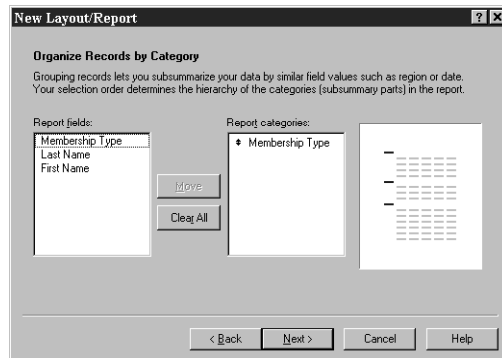 New Layout/Report
Organize Records by Category
Grouping records lets you subsummarize your data by similar field values such as region or date.
Your selection order determines the hierarchy of the categories (subsummary parts) in the report.
Report fields:
Membership Type
Last Name
First Name
Move
Clear All
Report categories:
Membership Type
< Back
Next >
Cancel
Help